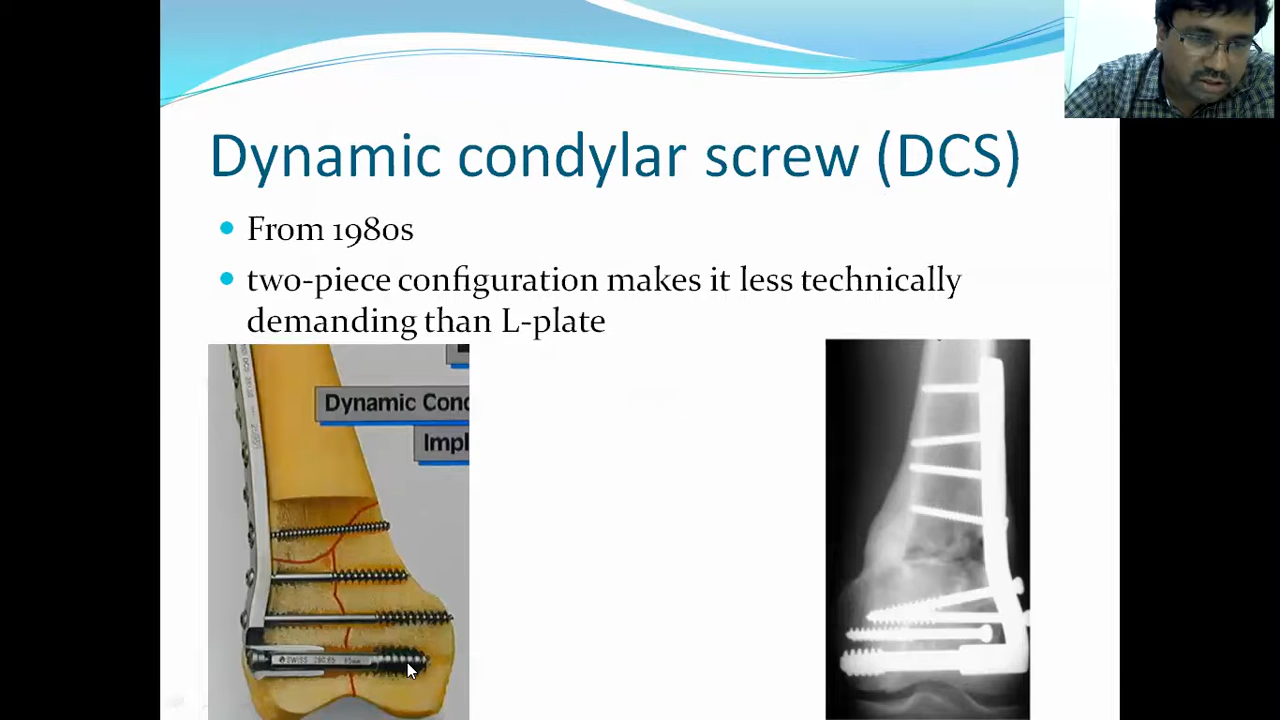 Dynamic condylar screw (DCS)
From 1980s
two-piece configuration makes it less technically
demanding than L-plate
Dynamic Conc
Impl
SWISS